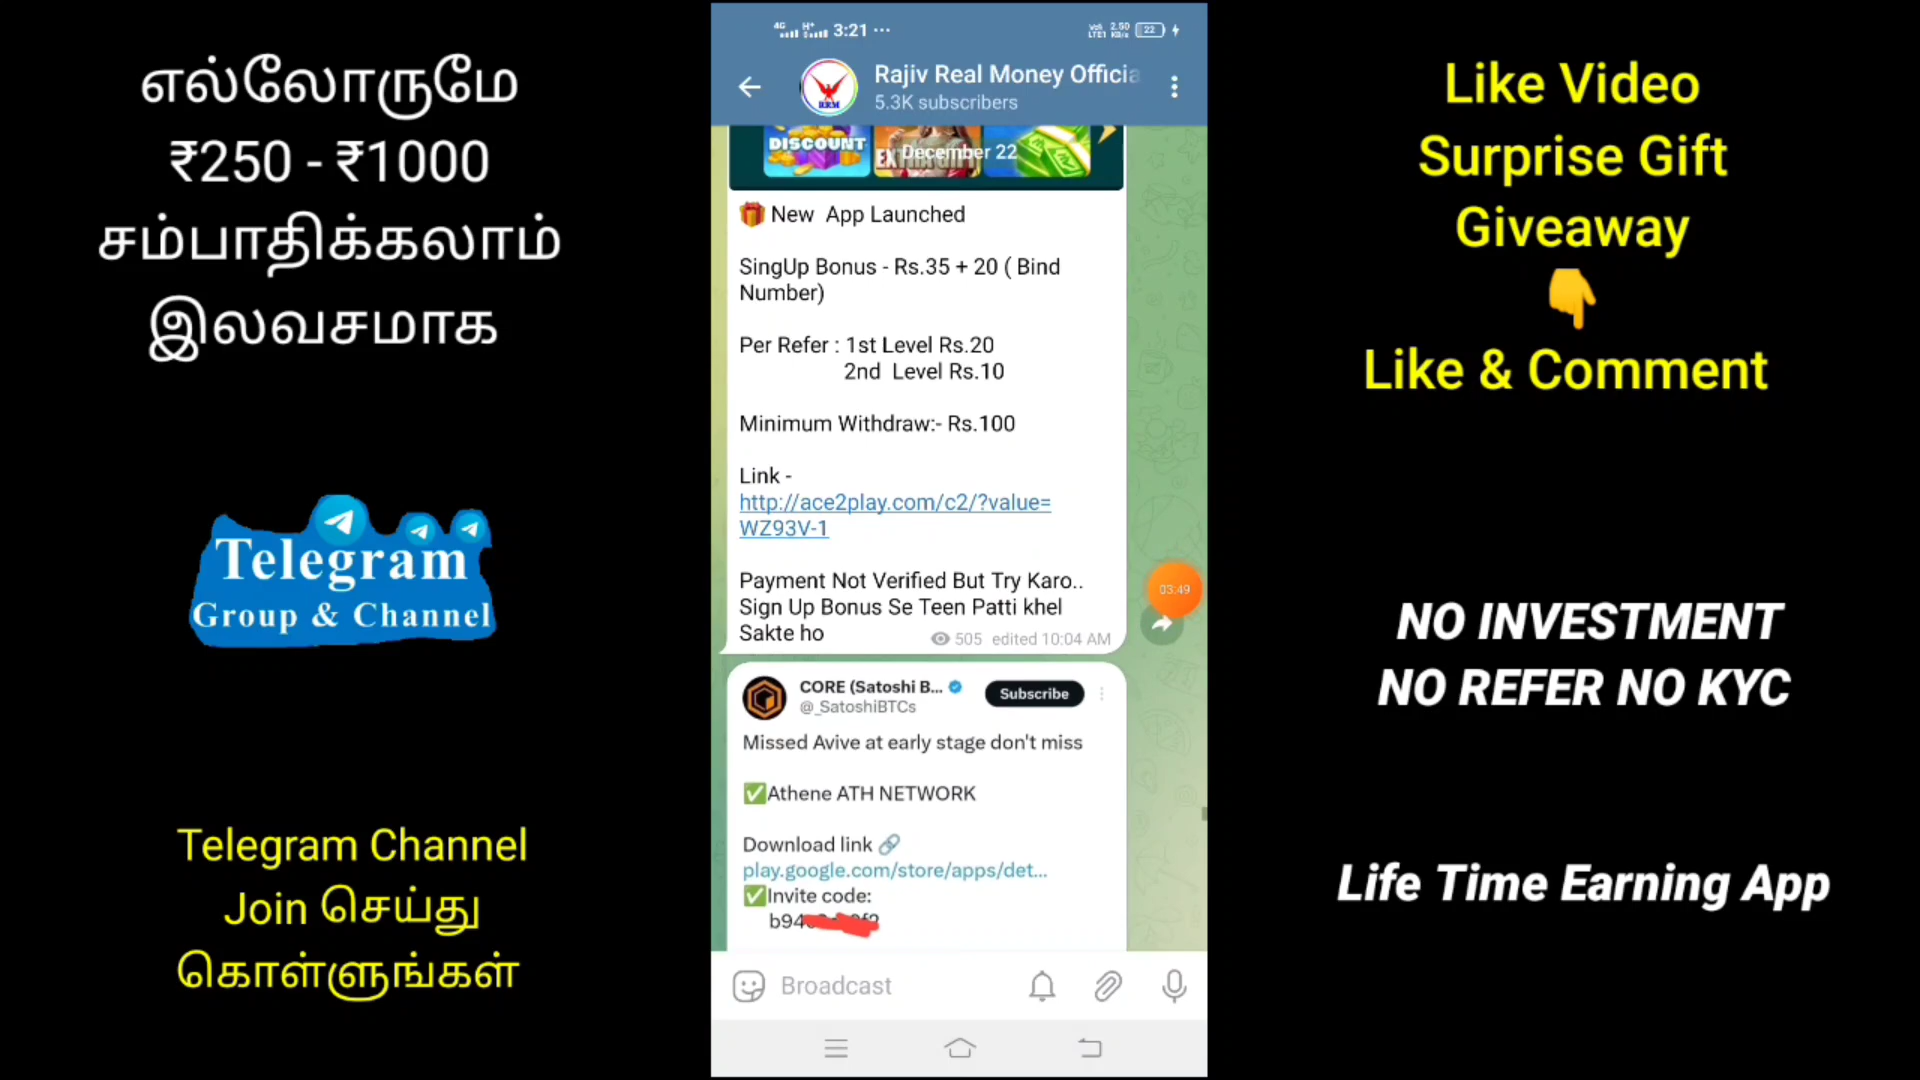 எல்லோருமே
₹250 - ₹1000
சம்பாதிக்கலாம்
இலவசமாக
Telegram
Group & Channel
Telegram Channel
Join செய்து
கொள்ளுங்கள்
3:21
22
Rajiv Real Money Officia
5.3K subscribers
RRM
DISCOUNT
December 22
🎁 New App Launched
SingUp Bonus - Rs.35 + 20 ( Bind
Number)
Per Refer : 1st Level Rs.20
2nd Level Rs.10
Minimum Withdraw:- Rs.100
Link -
http://ace2play.com/c2/?value=
WZ93V-1
Payment Not Verified But Try Karo..
Sign Up Bonus Se Teen Patti khel
Sakte ho
505 edited 10:04 AM
03:49
CORE (Satoshi B...
Subscribe
@_SatoshiBTCs
Missed Avive at early stage don't miss
✅Athene ATH NETWORK
Download link 🔗
play.google.com/store/apps/det...
✅Invite code:
Broadcast
Like Video
Surprise Gift
Giveaway
👇
Like & Comment
NO INVESTMENT
NO REFER NO KYC
Life Time Earning App